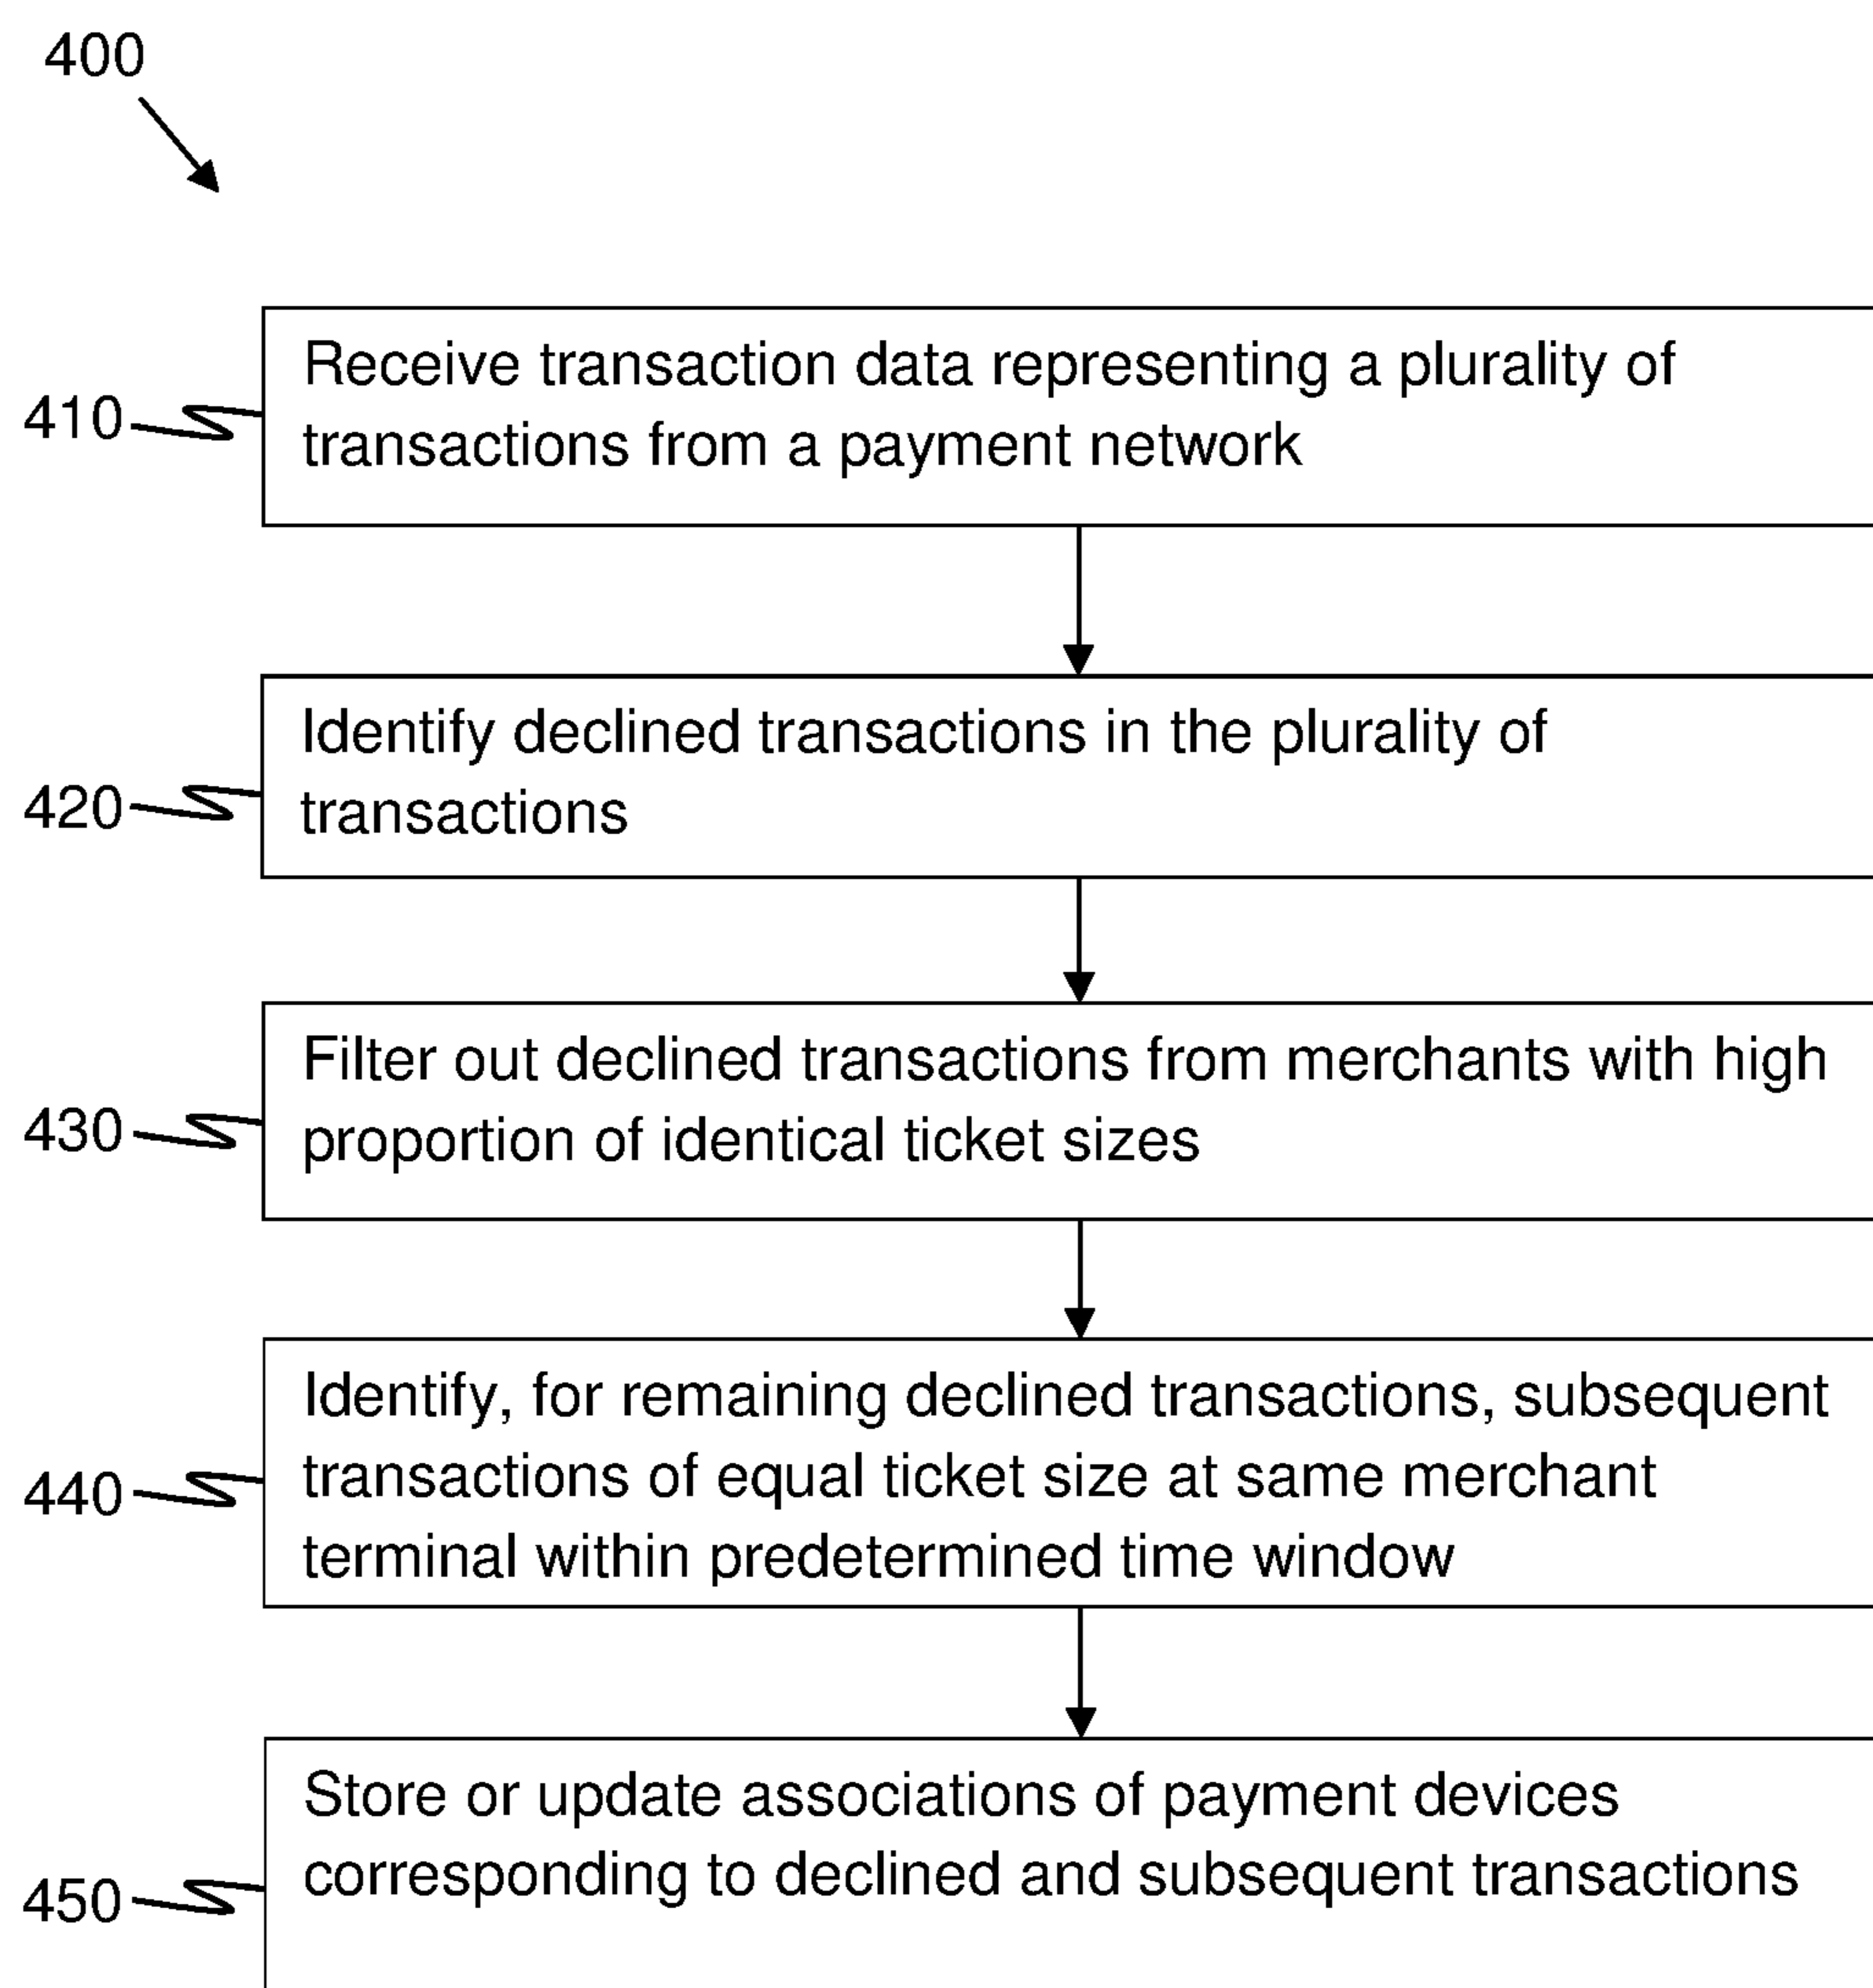 400
410
Receive transaction data representing a plurality of
transactions from a payment network
420
Identify declined transactions in the plurality of
transactions
430
Filter out declined transactions from merchants with high
proportion of identical ticket sizes
440
Identify, for remaining declined transactions, subsequent
transactions of equal ticket size at same merchant
terminal within predetermined time window
450
Store or update associations of payment devices
corresponding to declined and subsequent transactions